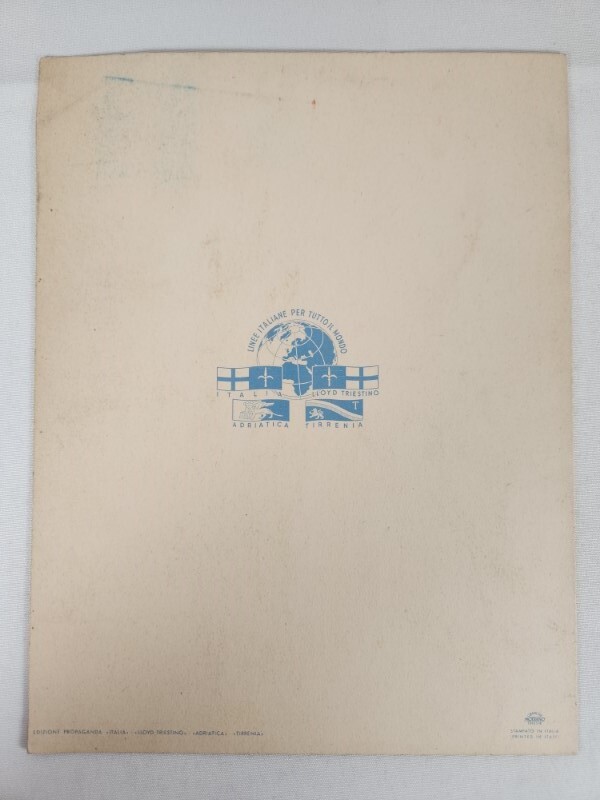 LINEE ITALIANE PER TUTTO IL MONDO
ITALIA LLOYD TRIESTINO
T
ADRIATICA TIRRENIA
EDIZIONE PROPAGANDA «ITALIA» «LLOYD TRIESTINO» «ADRIATICA» «TIRRENIA»
STAMPATO IN ITALIA
PRINTED IN ITALY